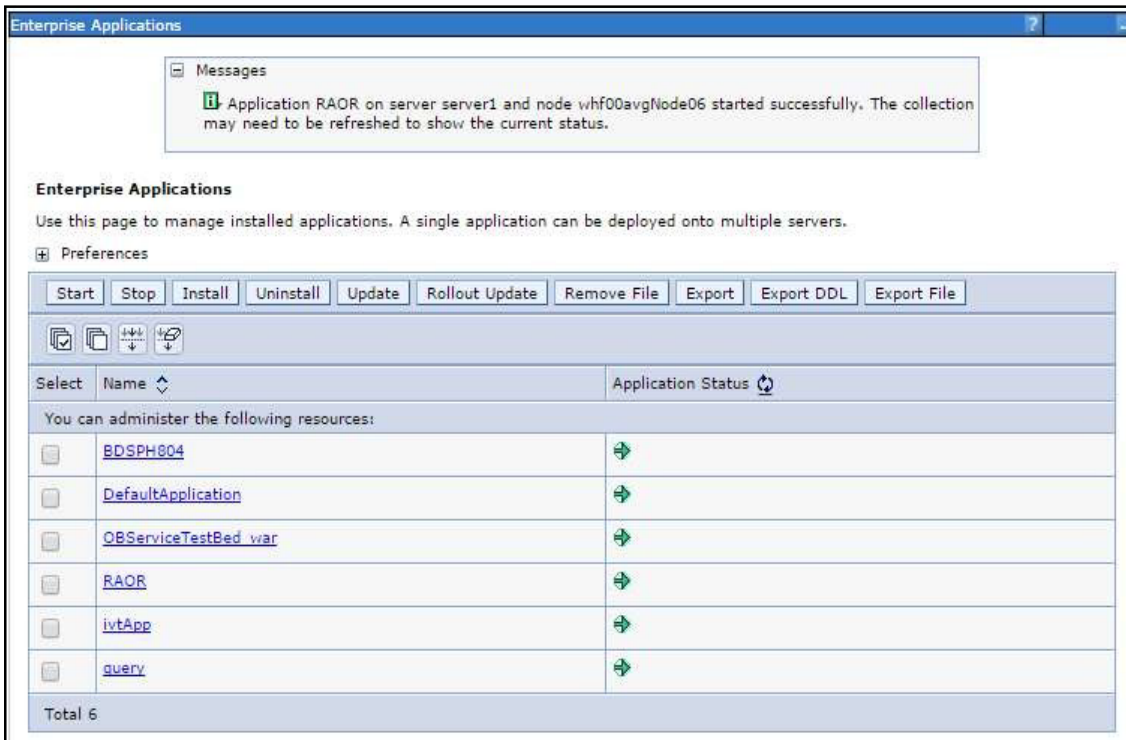 Enterprise Applications ?
Messages
Application RAOR on server server1 and node whf00avgNode06 started successfully. The collection
may need to be refreshed to show the current status.
Enterprise Applications
Use this page to manage installed applications. A single application can be deployed onto multiple servers.
Preferences
Start Stop Install Uninstall Update Rollout Update Remove File Export Export DDL Export File
Select Name Application Status
You can administer the following resources:
BDSPH804
DefaultApplication
OBServiceTestBed_war
RAOR
ivtApp
query
Total 6